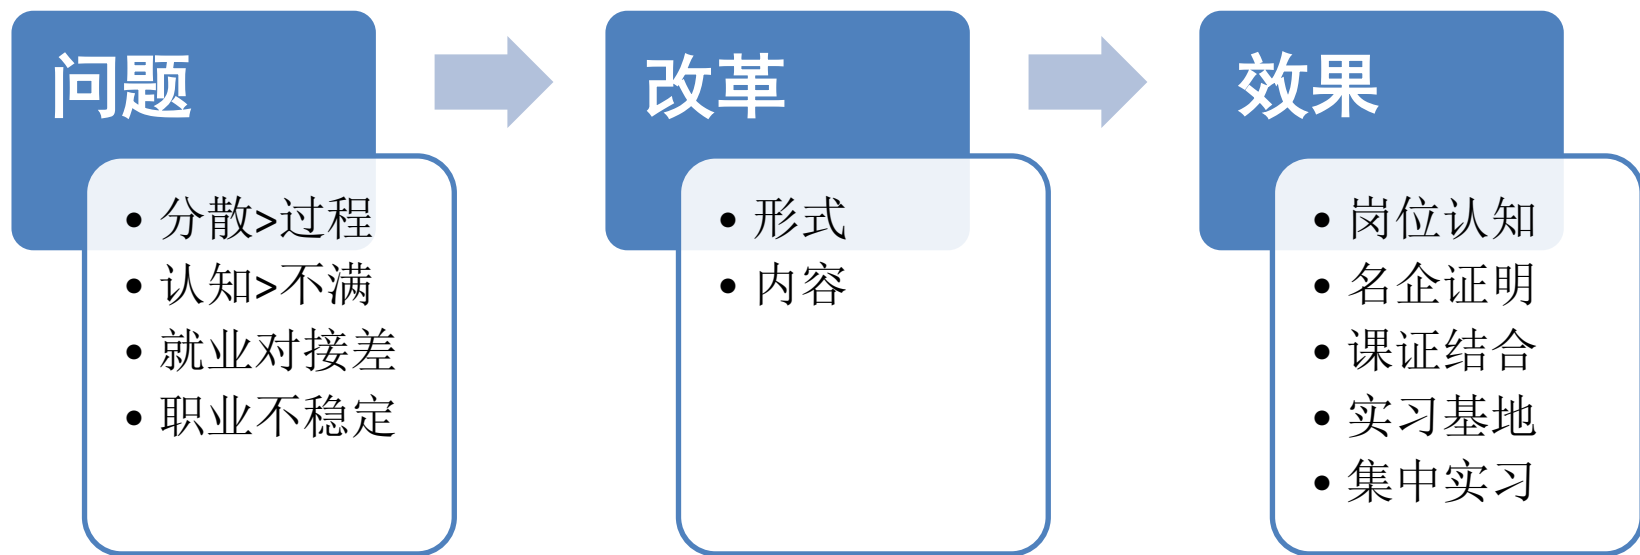 问题
• 分散>过程
• 认知>不满
• 就业对接差
• 职业不稳定
改革
• 形式
• 内容
效果
• 岗位认知
• 名企证明
• 课证结合
• 实习基地
• 集中实习